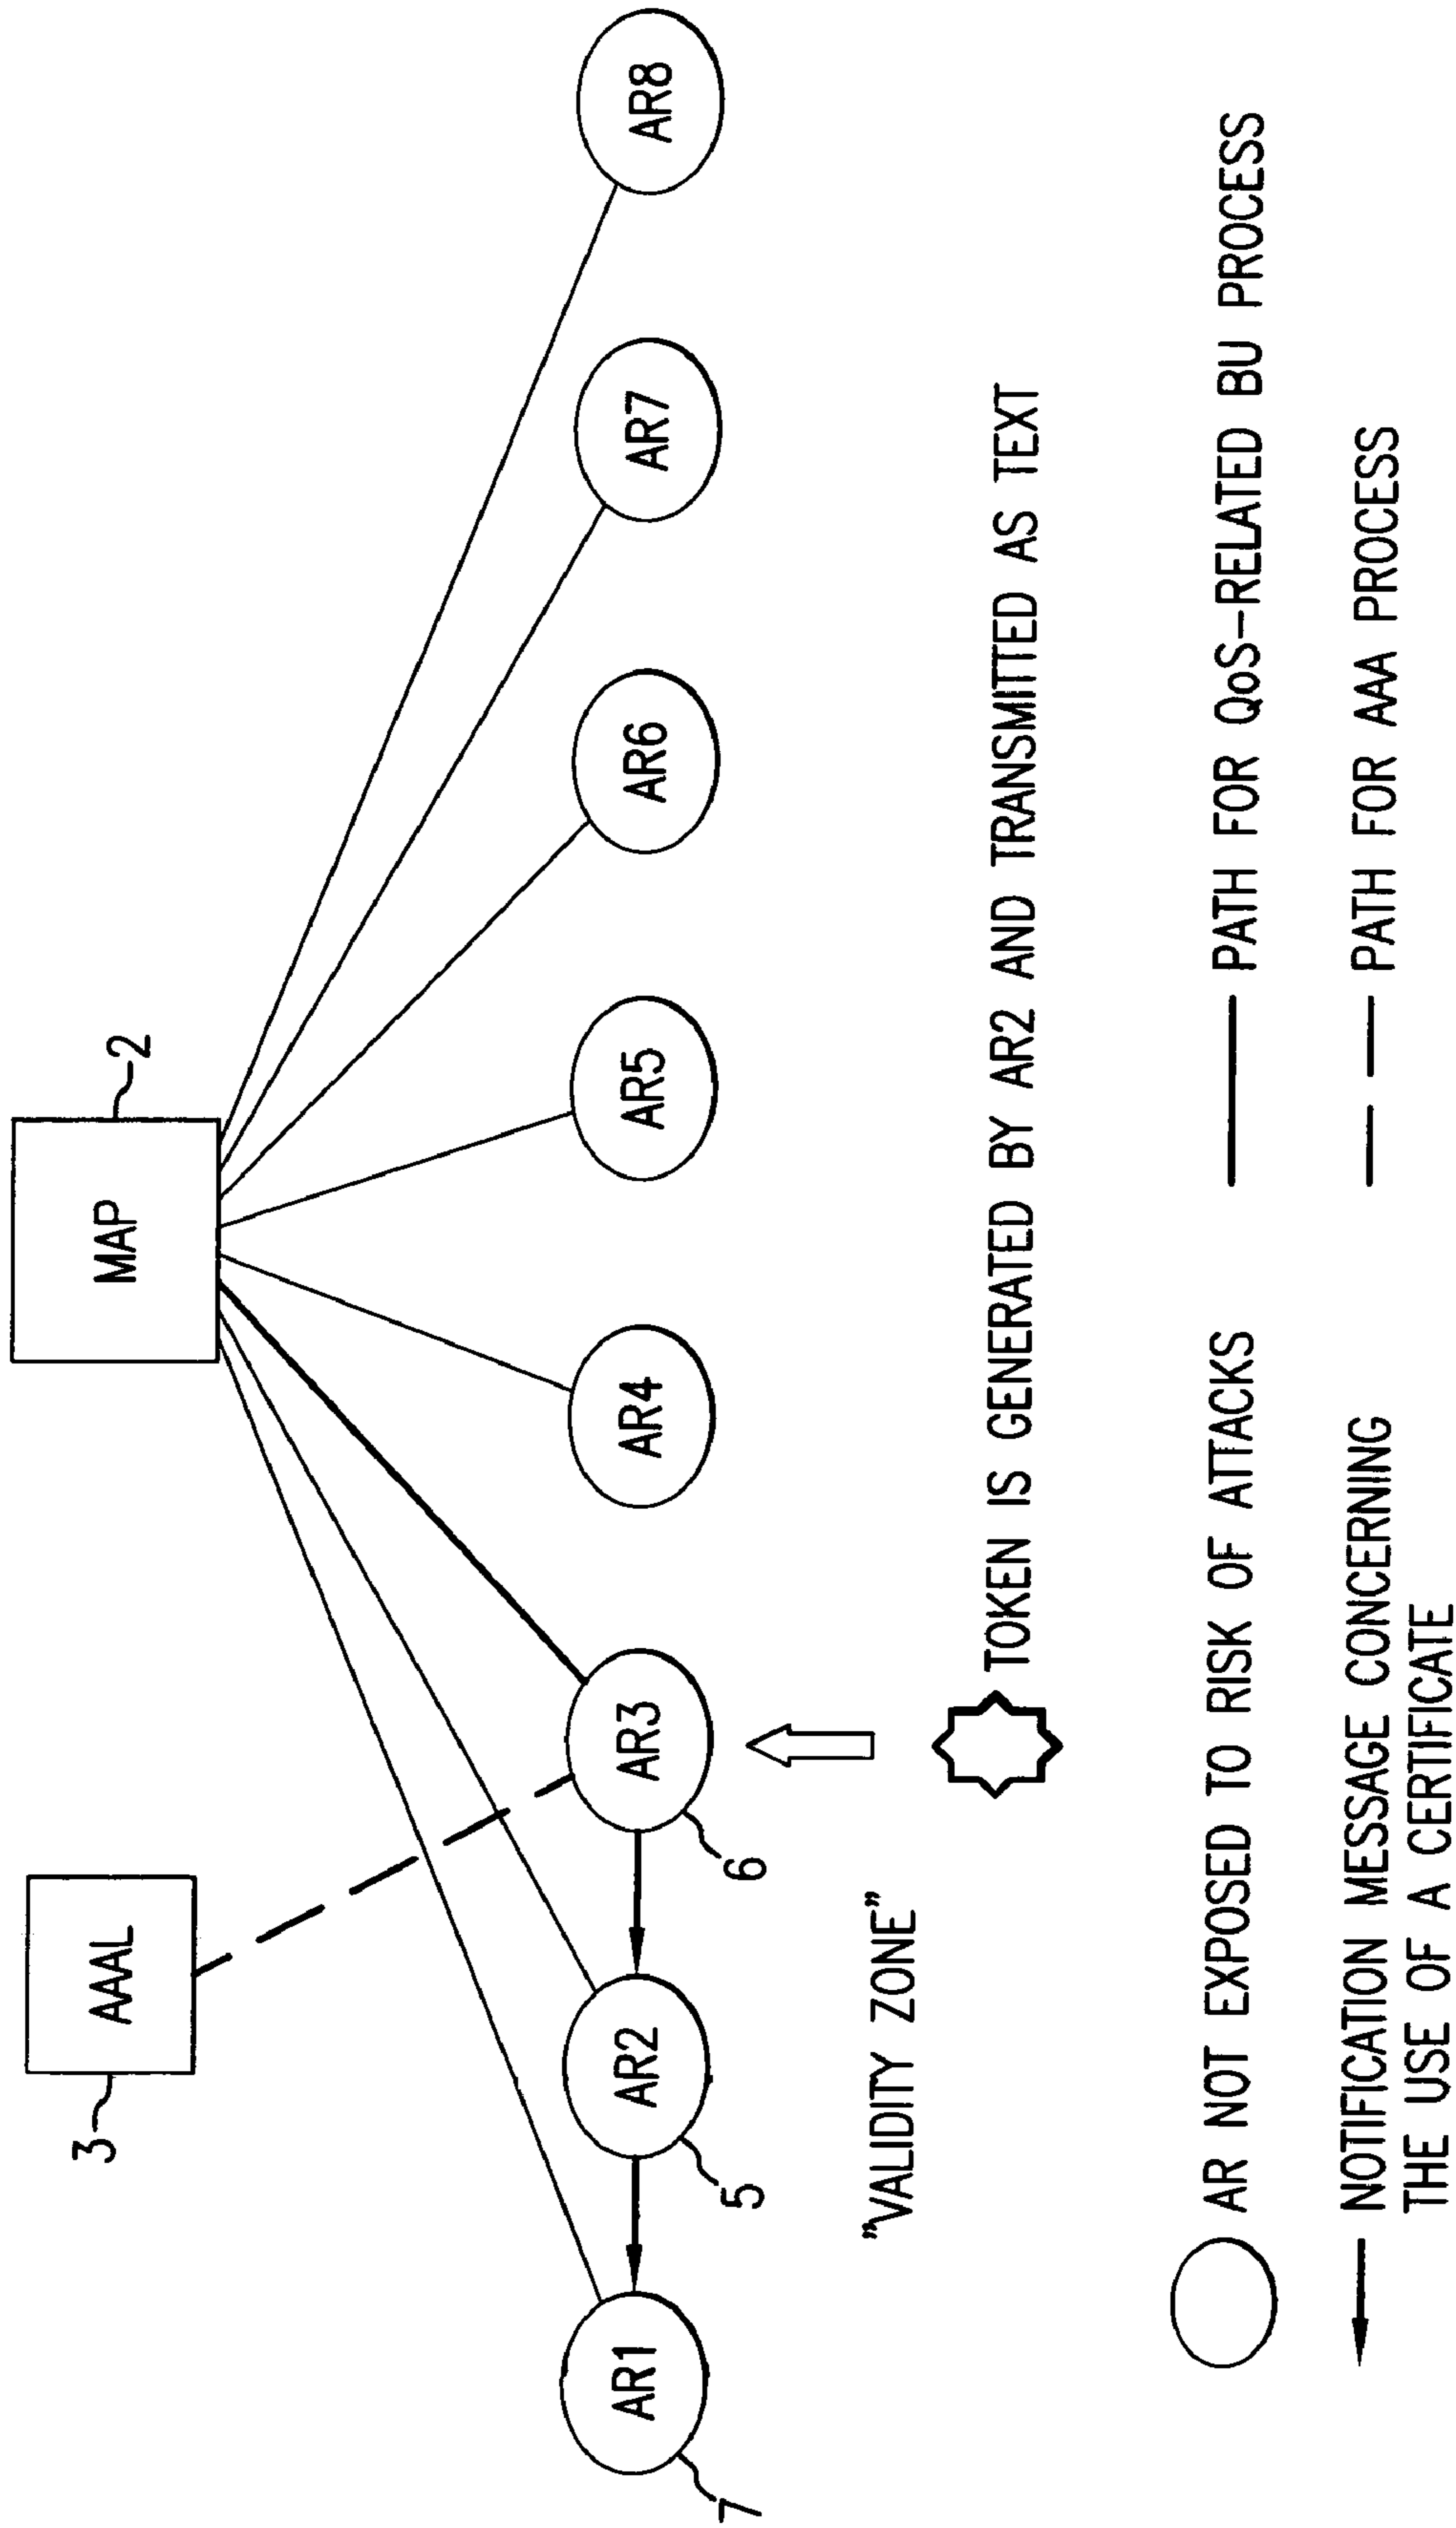 MAP
2
AAAL
3
AR1
AR2
AR3
AR4
AR5
AR6
AR7
AR8
7
5
6
"VALIDITY ZONE"
TOKEN IS GENERATED BY AR2 AND TRANSMITTED AS TEXT
AR NOT EXPOSED TO RISK OF ATTACKS
PATH FOR QoS-RELATED BU PROCESS
NOTIFICATION MESSAGE CONCERNING
THE USE OF A CERTIFICATE
PATH FOR AAA PROCESS